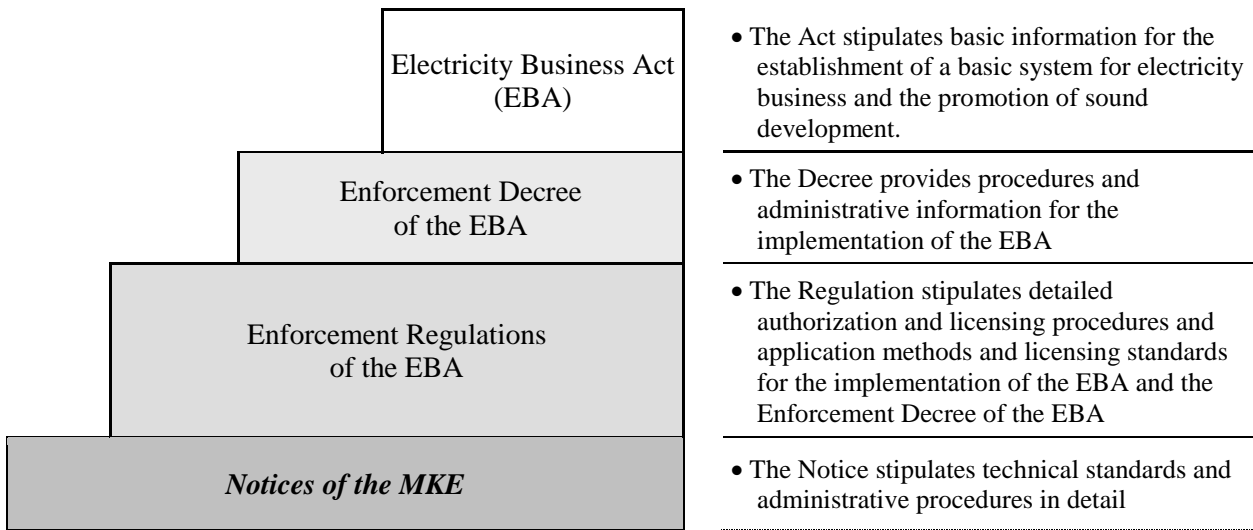 Electricity Business Act
(EBA)
• The Act stipulates basic information for the
establishment of a basic system for electricity
business and the promotion of sound
development.
Enforcement Decree
of the EBA
• The Decree provides procedures and
administrative information for the
implementation of the EBA
Enforcement Regulations
of the EBA
• The Regulation stipulates detailed
authorization and licensing procedures and
application methods and licensing standards
for the implementation of the EBA and the
Enforcement Decree of the EBA
Notices of the MKE
• The Notice stipulates technical standards and
administrative procedures in detail